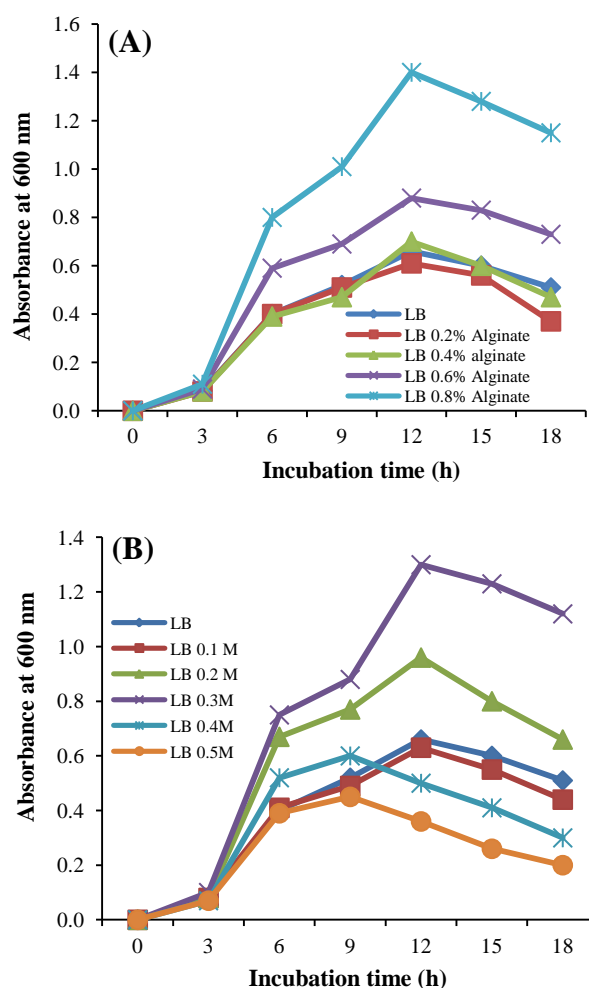 (A)
1.6
1.4
1.2
1.0
0.8
0.6
0.4
0.2
0.0
Absorbance at 600 nm
LB
LB 0.2% Alginate
LB 0.4% alginate
LB 0.6% Alginate
LB 0.8% Alginate
0 3 6 9 12 15 18
Incubation time (h)
(B)
1.4
1.2
1.0
0.8
0.6
0.4
0.2
0.0
Absorbance at 600 nm
LB
LB 0.1 M
LB 0.2 M
LB 0.3M
LB 0.4M
LB 0.5M
0 3 6 9 12 15 18
Incubation time (h)